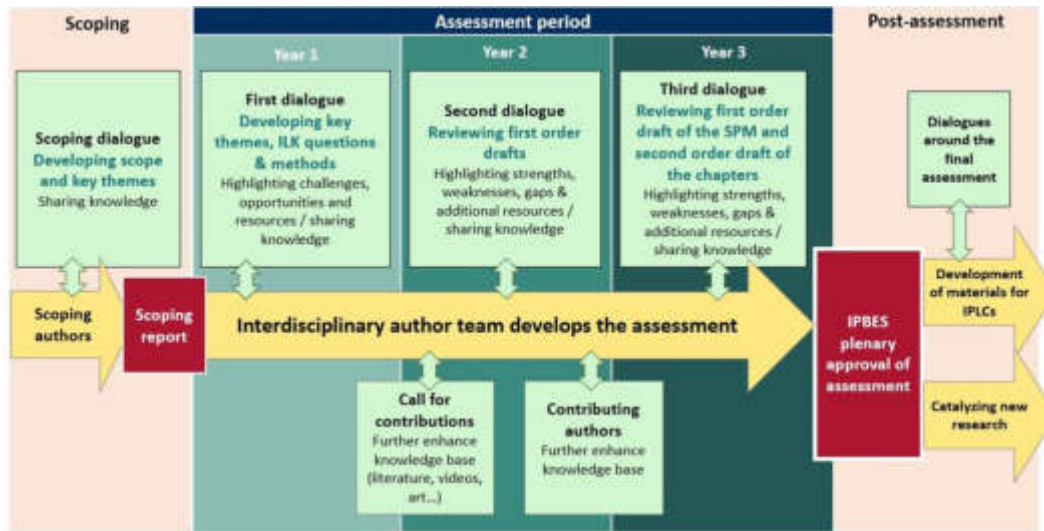 Scoping
Assessment period
Post-assessment
Year 1
Year 2
Year 3
Scoping dialogue
Developing scope
and key themes
Sharing knowledge
First dialogue
Developing key
themes, ILK questions
& methods
Highlighting challenges,
opportunities and
resources / sharing
knowledge
Second dialogue
Reviewing first order
drafts
Highlighting strengths,
weaknesses, gaps &
additional resources /
sharing knowledge
Third dialogue
Reviewing first order
draft of the SPM and
second order draft of
the chapters
Highlighting strengths,
weaknesses, gaps &
additional resources /
sharing knowledge
Dialogues
around the
final
assessment
Scoping
authors
Scoping
report
Interdisciplinary author team develops the assessment
IPBES
plenary
approval of
assessment
Development
of materials for
IPLCs
Catalyzing new
research
Call for
contributions
Further enhance
knowledge base
(literature, videos,
art...)
Contributing
authors
Further enhance
knowledge base